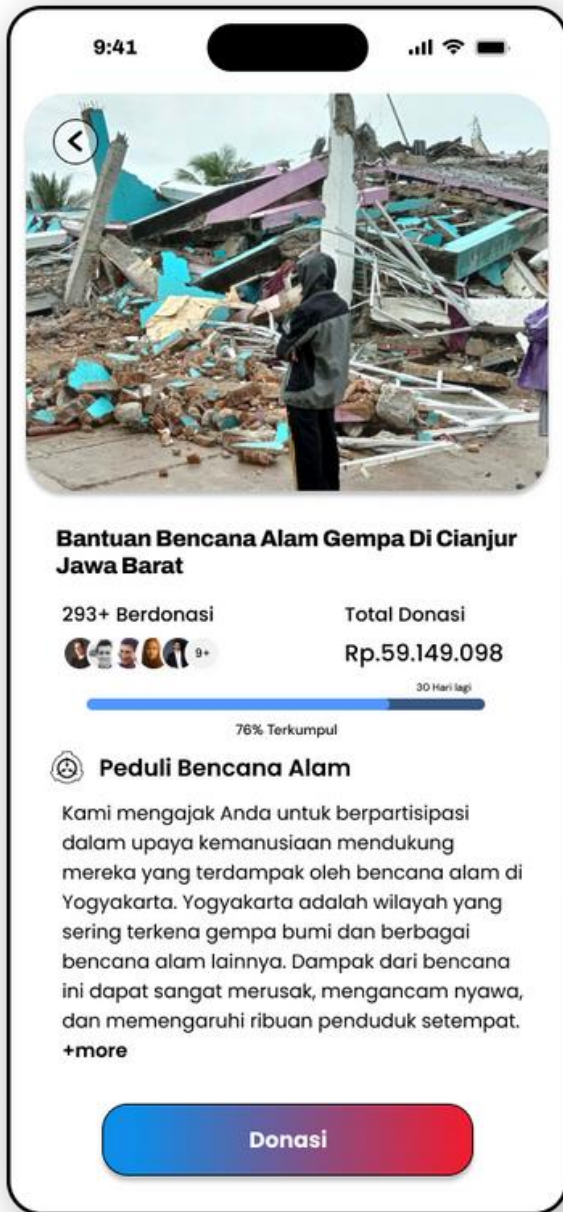 9:41
Bantuan Bencana Alam Gempa Di Cianjur
Jawa Barat
293+ Berdonasi
Total Donasi
9+
Rp.59.149.098
30 Hari lagi
76% Terkumpul
Peduli Bencana Alam
Kami mengajak Anda untuk berpartisipasi
dalam upaya kemanusiaan mendukung
mereka yang terdampak oleh bencana alam di
Yogyakarta. Yogyakarta adalah wilayah yang
sering terkena gempa bumi dan berbagai
bencana alam lainnya. Dampak dari bencana
ini dapat sangat merusak, mengancam nyawa,
dan memengaruhi ribuan penduduk setempat.
+more
Donasi